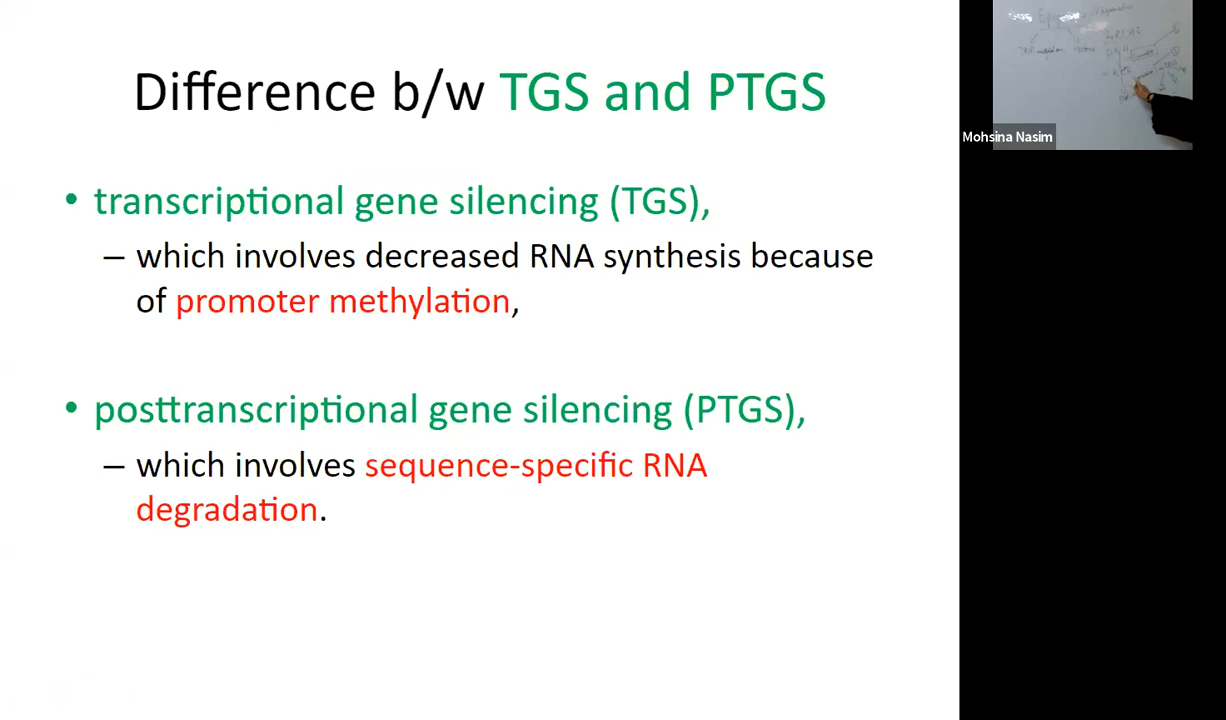 Difference b/w TGS and PTGS
• transcriptional gene silencing (TGS),
– which involves decreased RNA synthesis because
of promoter methylation,
• posttranscriptional gene silencing (PTGS),
– which involves sequence-specific RNA
degradation.
Mohsina Nasim